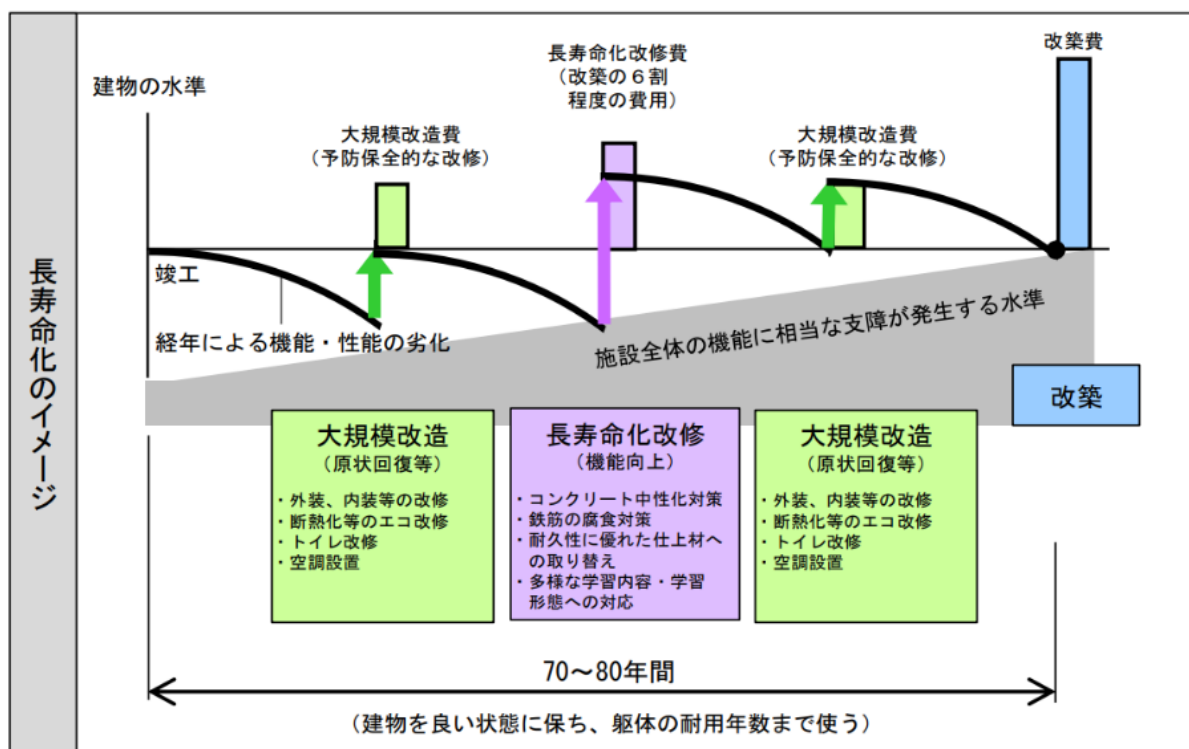 長寿命化のイメージ
建物の水準
大規模改造費
（予防保全的な改修）
長寿命化改修費
（改築の６割
程度の費用）
大規模改造費
（予防保全的な改修）
改築費
竣工
経年による機能・性能の劣化
施設全体の機能に相当な支障が発生する水準
大規模改造
（原状回復等）
・外装、内装等の改修
・断熱化等のエコ改修
・トイレ改修
・空調設置
長寿命化改修
（機能向上）
・コンクリート中性化対策
・鉄筋の腐食対策
・耐久性に優れた仕上材へ
の取り替え
・多様な学習内容・学習
形態への対応
大規模改造
（原状回復等）
・外装、内装等の改修
・断熱化等のエコ改修
・トイレ改修
・空調設置
改築
70～80年間
（建物を良い状態に保ち、躯体の耐用年数まで使う）